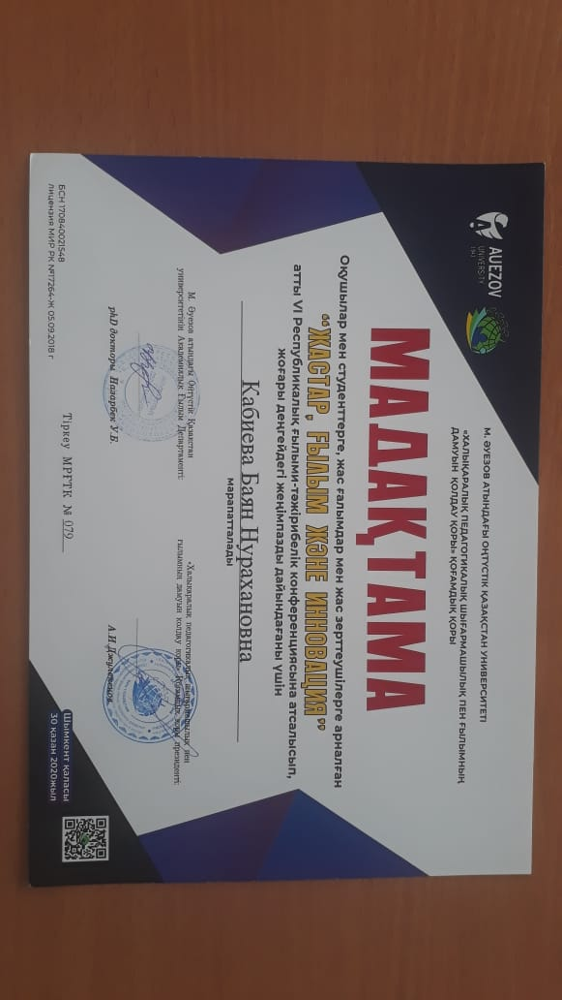 AUEZOV
UNIVERSITY
1943
М. ӘУЕЗОВ АТЫНДАҒЫ ОҢТҮСТІК ҚАЗАҚСТАН УНИВЕРСИТЕТІ
«ХАЛЫҚАРАЛЫҚ ПЕДАГОГИКАЛЫҚ ШЫҒАРМАШЫЛЫҚ ПЕН ҒЫЛЫМНЫҢ
ДАМУЫН ҚОЛДАУ ҚОРЫ» ҚОҒАМДЫҚ ҚОРЫ
МАДАҚТАМА
Оқушылар мен студенттерге, жас ғалымдар мен жас зерттеушілерге арналған
“ЖАСТАР, ҒЫЛЫМ ЖӘНЕ ИННОВАЦИЯ”
атты VI Республикалық ғылыми-тәжірибелік конференциясына атсалысып,
жоғары деңгейдегі жеңімпазды дайындағаны үшін
Кабиева Баян Нурахановна
марапатталады
М. Әуезов атындағы Оңтүстік Қазақстан
университетінің Академиялық Ғылым Департаменті:
phD докторы Назарбек У.Б.
«Халықаралық педагогикалық шығармашылық пен
ғылымның дамуын қолдау қоры» Қоғамдық қоры президенті:
А.И.
Тіркеу МРҒТК № 079
БСН 170840021548
лицензия МИР РК №17264-Ж 05.09.2018 г
Шымкент қаласы
30 қазан 2020жыл